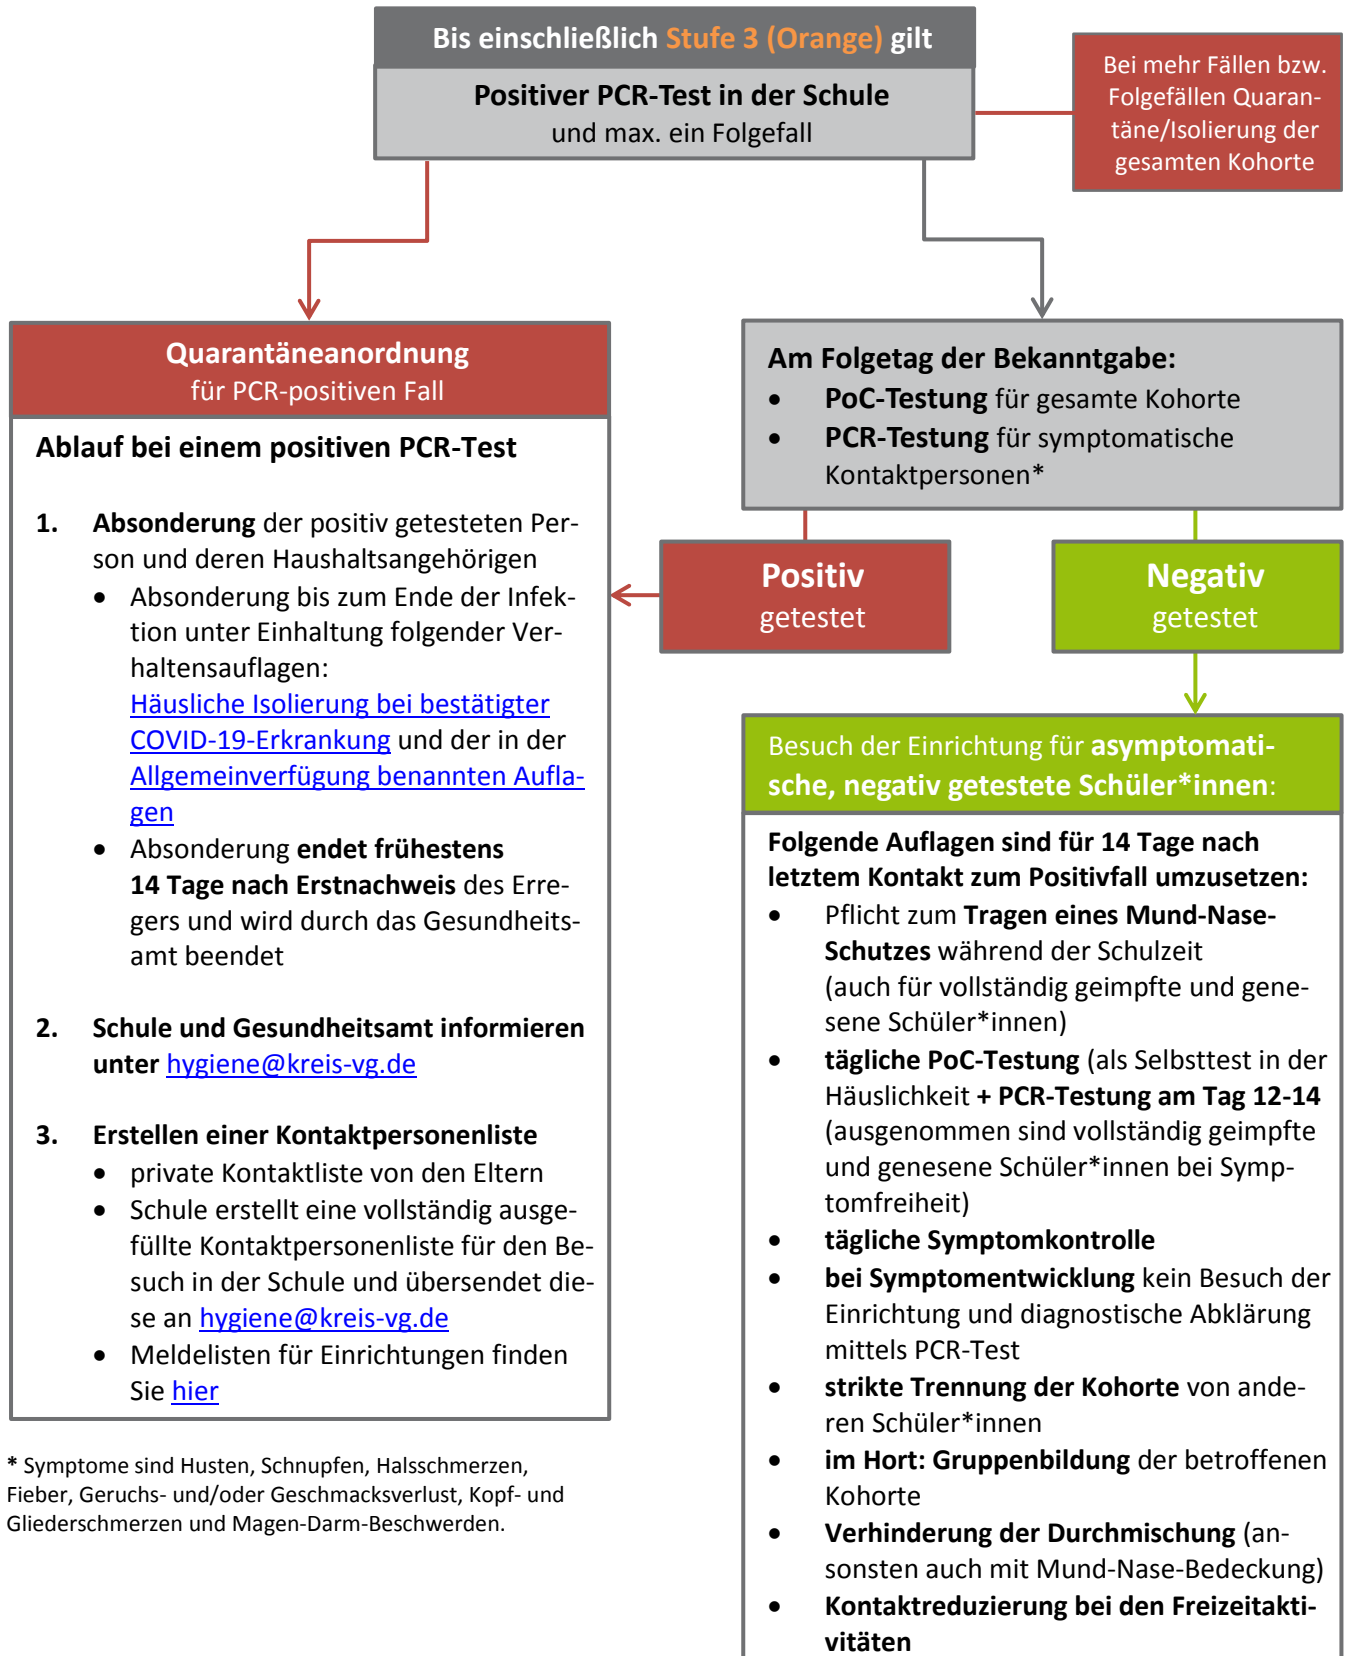 Bis einschließlich Stufe 3 (Orange) gilt
Positiver PCR-Test in der Schule
und max. ein Folgefall
Bei mehr Fällen bzw.
Folgefällen Quaran-
täne/Isolierung der
gesamten Kohorte
Quarantäneanordnung
für PCR-positiven Fall
Ablauf bei einem positiven PCR-Test
1. Absonderung der positiv getesteten Per-
son und deren Haushaltsangehörigen
• Absonderung bis zum Ende der Infek-
tion unter Einhaltung folgender Ver-
haltensauflagen:
Häusliche Isolierung bei bestätigter
COVID-19-Erkrankung und der in der
Allgemeinverfügung benannten Aufla-
gen
• Absonderung endet frühestens
14 Tage nach Erstnachweis des Erre-
gers und wird durch das Gesundheits-
amt beendet
2. Schule und Gesundheitsamt informieren
unter hygiene@kreis-vg.de
3. Erstellen einer Kontaktpersonenliste
• private Kontaktliste von den Eltern
• Schule erstellt eine vollständig ausge-
füllte Kontaktpersonenliste für den Be-
such in der Schule und übersendet die-
se an hygiene@kreis-vg.de
• Meldelisten für Einrichtungen finden
Sie hier
* Symptome sind Husten, Schnupfen, Halsschmerzen,
Fieber, Geruchs- und/oder Geschmacksverlust, Kopf- und
Gliederschmerzen und Magen-Darm-Beschwerden.
Am Folgetag der Bekanntgabe:
• PoC-Testung für gesamte Kohorte
• PCR-Testung für symptomatische
Kontaktpersonen*
Positiv
getestet
Negativ
getestet
Besuch der Einrichtung für asymptomati-
sche, negativ getestete Schüler*innen:
Folgende Auflagen sind für 14 Tage nach
letztem Kontakt zum Positivfall umzusetzen:
• Pflicht zum Tragen eines Mund-Nase-
Schutzes während der Schulzeit
(auch für vollständig geimpfte und gene-
sene Schüler*innen)
• tägliche PoC-Testung (als Selbsttest in der
Häuslichkeit + PCR-Testung am Tag 12-14
(ausgenommen sind vollständig geimpfte
und genesene Schüler*innen bei Symp-
tomfreiheit)
• tägliche Symptomkontrolle
• bei Symptomentwicklung kein Besuch der
Einrichtung und diagnostische Abklärung
mittels PCR-Test
• strikte Trennung der Kohorte von ande-
ren Schüler*innen
• im Hort: Gruppenbildung der betroffenen
Kohorte
• Verhinderung der Durchmischung (an-
sonsten auch mit Mund-Nase-Bedeckung)
• Kontaktreduzierung bei den Freizeitakti-
vitäten